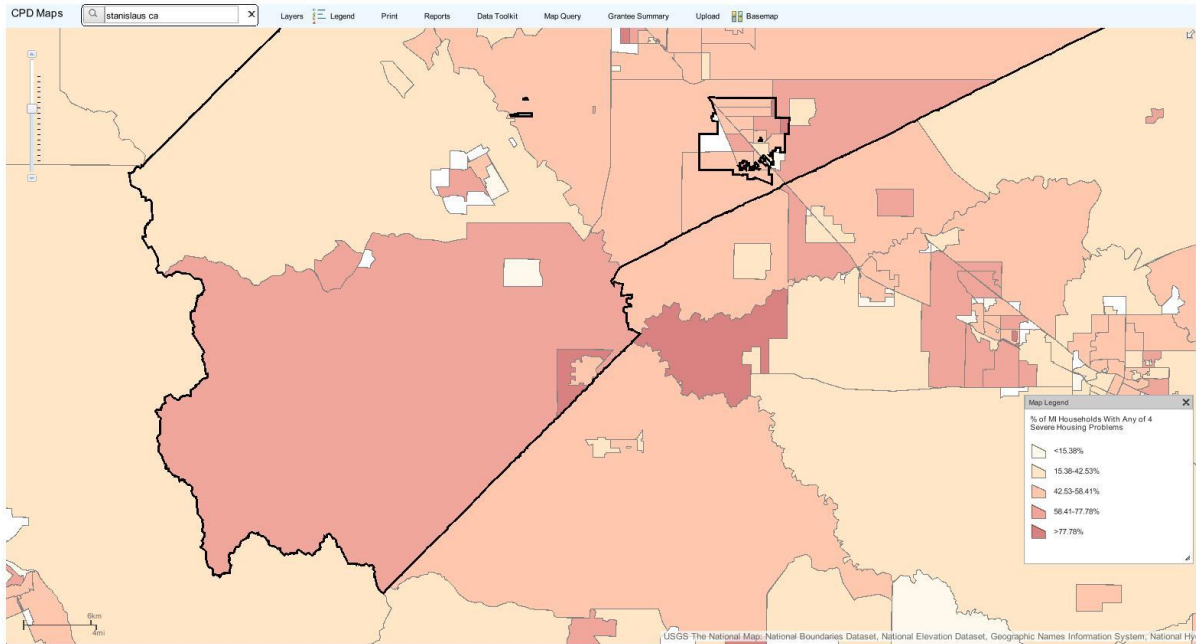 CPD Maps
stanislaus ca X
Layers Legend Print Reports Data Toolkit Map Query Grantee Summary Upload Basemap
Map Legend X
% of MI Households With Any of 4
Severe Housing Problems
<15.38%
15.38-42.53%
42.53-58.41%
58.41-77.78%
>77.78%
6km
4mi
USGS The National Map: National Boundaries Dataset, National Elevation Dataset, Geographic Names Information System, National Hy